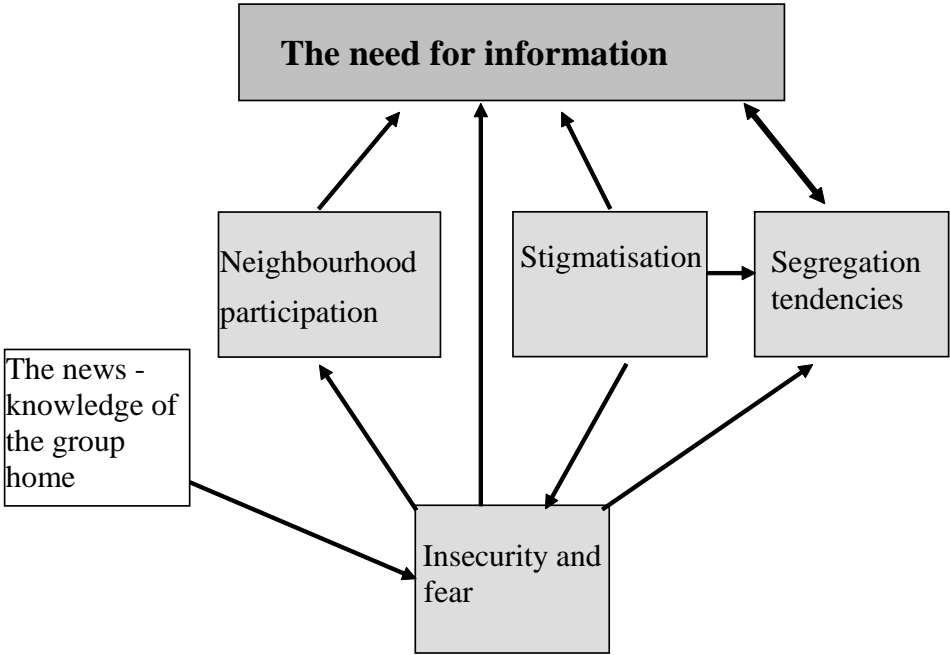 The need for information
Neighbourhood
participation
Stigmatisation
Segregation
tendencies
The news -
knowledge of
the group
home
Insecurity and
fear